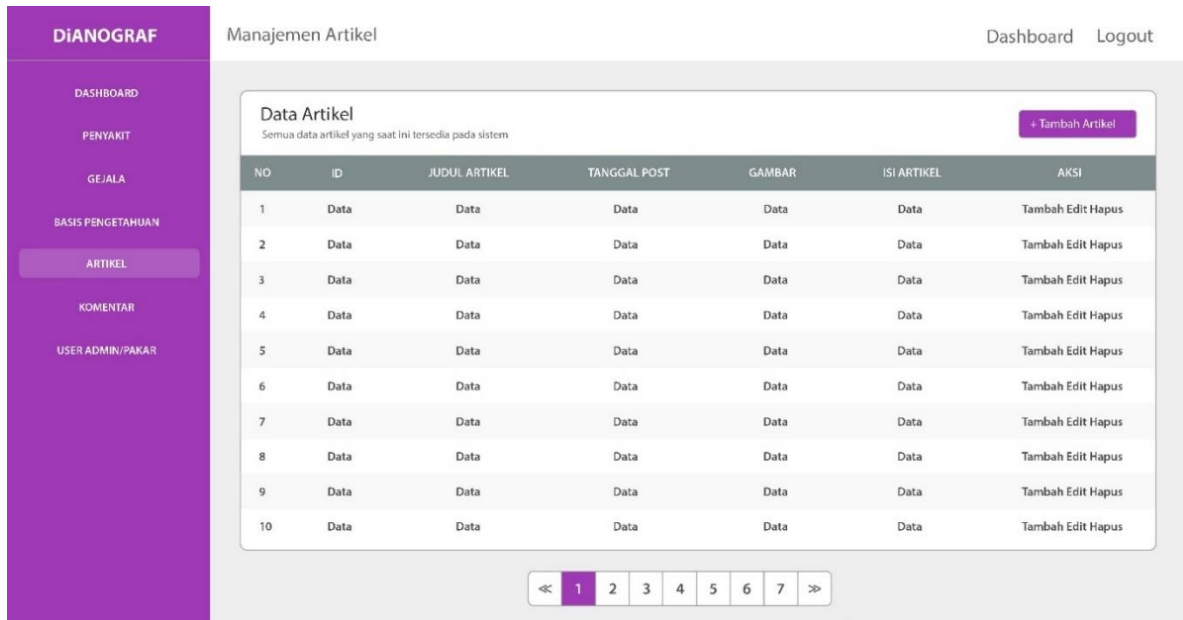 DiANOGRAF
Manajemen Artikel
Dashboard Logout
DASHBOARD
PENYAKIT
GEJALA
BASIS PENGETAHUAN
ARTIKEL
KOMENTAR
USER ADMIN/PAKAR
Data Artikel
Semua data artikel yang saat ini tersedia pada sistem
+ Tambah Artikel
NO ID JUDUL ARTIKEL TANGGAL POST GAMBAR ISI ARTIKEL AKSI
1 Data Data Data Data Data Tambah Edit Hapus
2 Data Data Data Data Data Tambah Edit Hapus
3 Data Data Data Data Data Tambah Edit Hapus
4 Data Data Data Data Data Tambah Edit Hapus
5 Data Data Data Data Data Tambah Edit Hapus
6 Data Data Data Data Data Tambah Edit Hapus
7 Data Data Data Data Data Tambah Edit Hapus
8 Data Data Data Data Data Tambah Edit Hapus
9 Data Data Data Data Data Tambah Edit Hapus
10 Data Data Data Data Data Tambah Edit Hapus
≪ 1 2 3 4 5 6 7 ≫